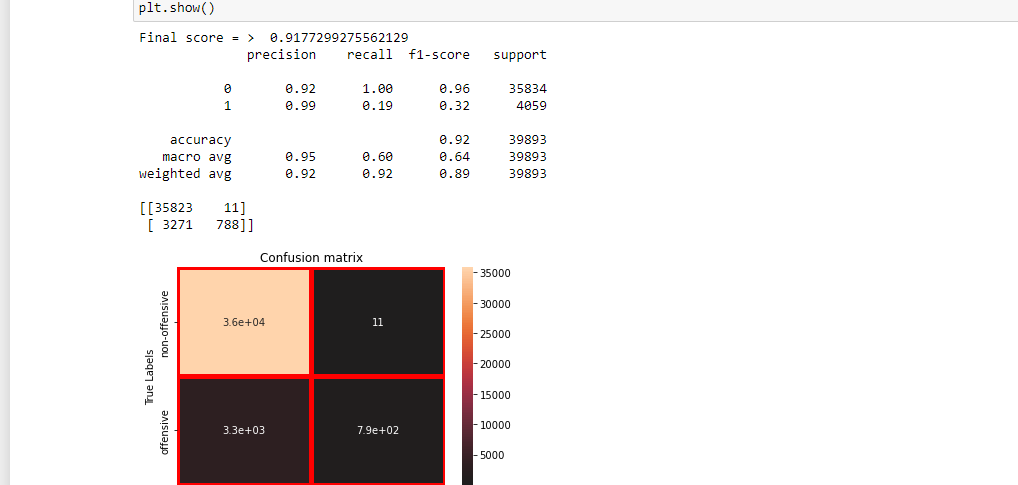 plt.show()
Final score = >  0.9177299275562129
precision recall f1-score support
0 0.92 1.00 0.96 35834
1 0.99 0.19 0.32 4059
accuracy 0.92 39893
macro avg 0.95 0.60 0.64 39893
weighted avg 0.92 0.92 0.89 39893
[[35823 11]
[ 3271 788]]
Confusion matrix
True Labels
non-offensive
offensive
3.6e+04 11
3.3e+03 7.9e+02
35000
30000
25000
20000
15000
10000
5000